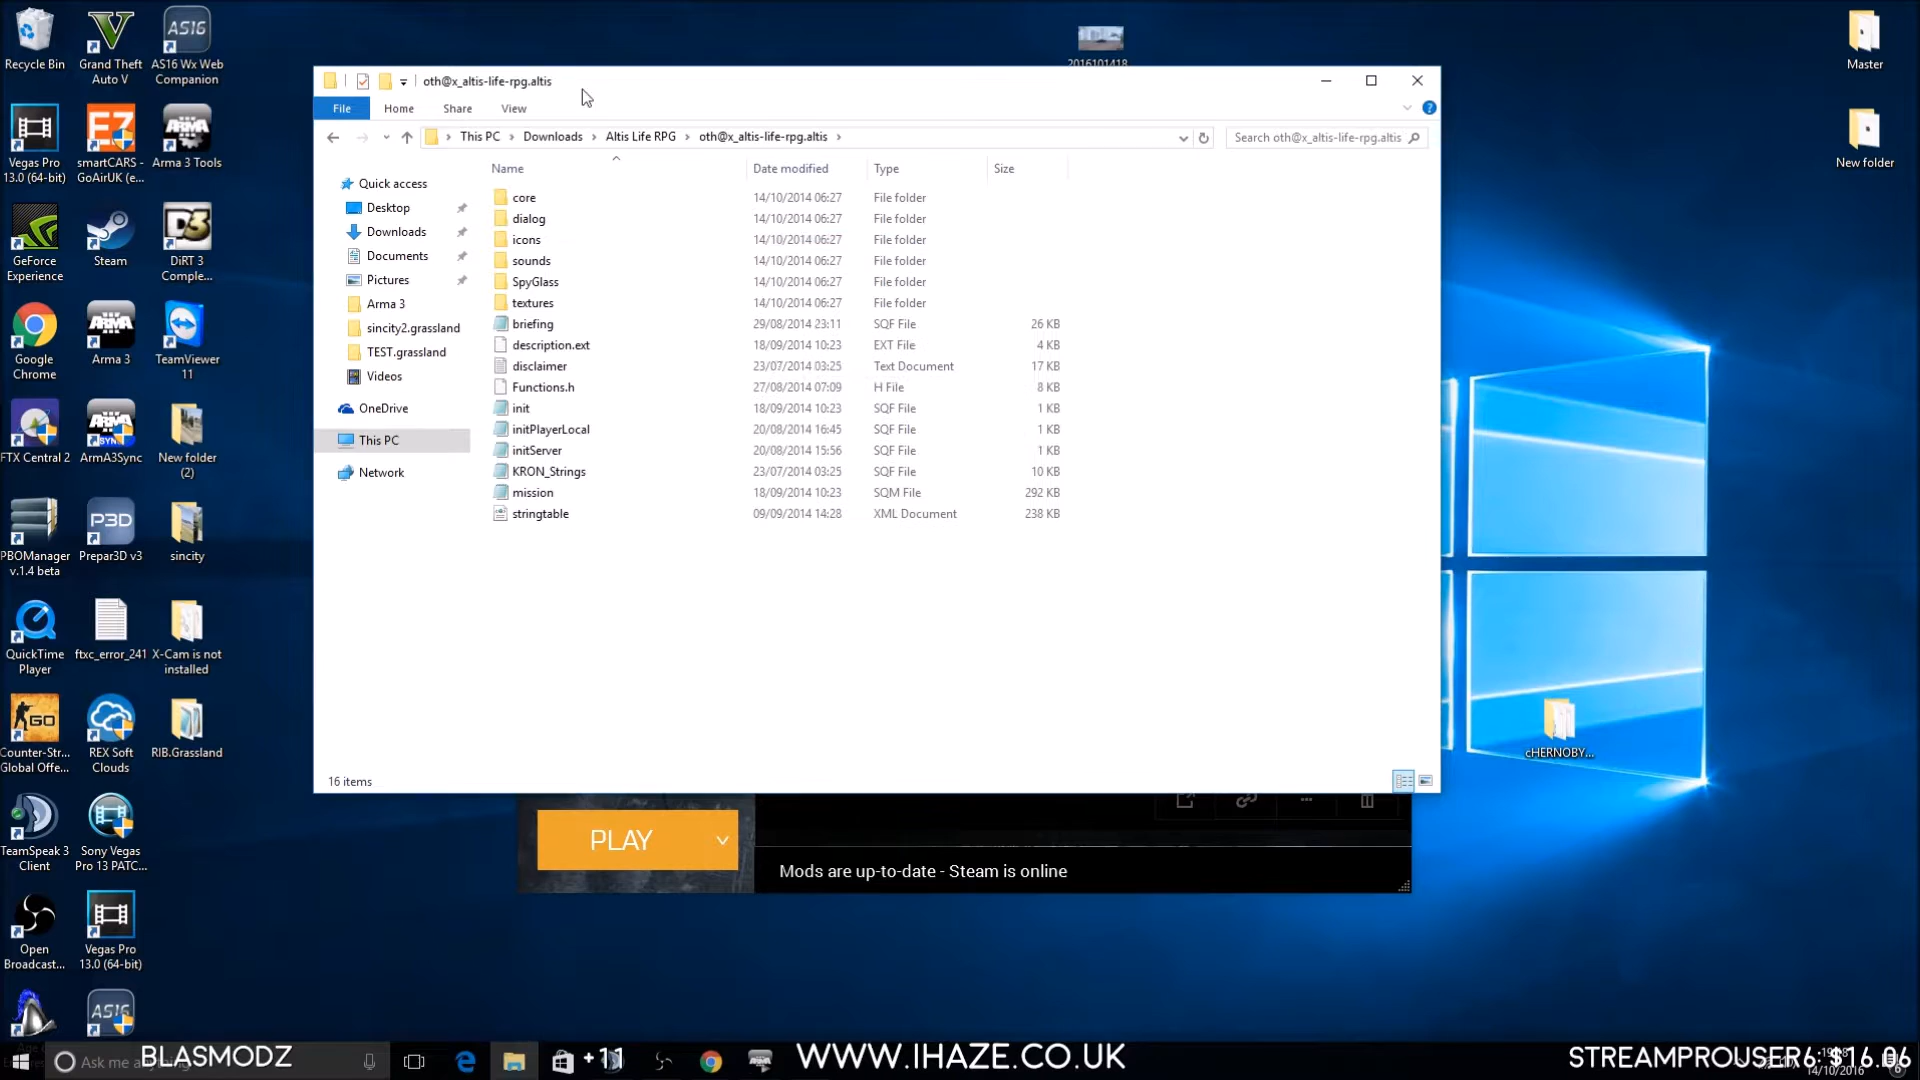 Recycle Bin
Grand Theft
Auto V
AS16
AS16 Wx Web
Companion
Vegas Pro
13.0 (64-bit)
smartCARS -
GoAirUK (e...
Arma 3 Tools
GeForce
Experience
Steam
DiRT 3
Comple...
Google
Chrome
Arma 3
TeamViewer
11
FTX Central 2
ArmA3Sync
New folder
(2)
PBOManager
v.1.4 beta
P3D
Prepar3D v3
sincity
QuickTime
Player
ftxc_error_241
X-Cam is not
installed
Counter-Str...
Global Offe...
REX Soft
Clouds
RIB.Grassland
TeamSpeak 3
Client
Sony Vegas
Pro 13 PATC...
Open
Broadcast...
Vegas Pro
13.0 (64-bit)
AS16
2016101418
Master
New folder
cHERNOBY...
oth@x_altis-life-rpg.altis
File
Home
Share
View
This PC
Downloads
Altis Life RPG
oth@x_altis-life-rpg.altis
Search oth@x_altis-life-rpg.altis
Quick access
Desktop
Downloads
Documents
Pictures
Arma 3
sincity2.grassland
TEST.grassland
Videos
OneDrive
This PC
Network
Name Date modified Type Size
core 14/10/2014 06:27 File folder
dialog 14/10/2014 06:27 File folder
icons 14/10/2014 06:27 File folder
sounds 14/10/2014 06:27 File folder
SpyGlass 14/10/2014 06:27 File folder
textures 14/10/2014 06:27 File folder
briefing 29/08/2014 23:11 SQF File 26 KB
description.ext 18/09/2014 10:23 EXT File 4 KB
disclaimer 23/07/2014 03:25 Text Document 17 KB
Functions.h 27/08/2014 07:09 H File 8 KB
init 18/09/2014 10:23 SQF File 1 KB
initPlayerLocal 20/08/2014 16:45 SQF File 1 KB
initServer 20/08/2014 15:56 SQF File 1 KB
KRON_Strings 23/07/2014 03:25 SQF File 10 KB
mission 18/09/2014 10:23 SQM File 292 KB
stringtable 09/09/2014 14:28 XML Document 238 KB
16 items
PLAY
Mods are up-to-date - Steam is online
Ask me
BLASMODZ
+11
WWW.IHAZE.CO.UK
STREAMPROUSER6: $16.06
14/10/2016